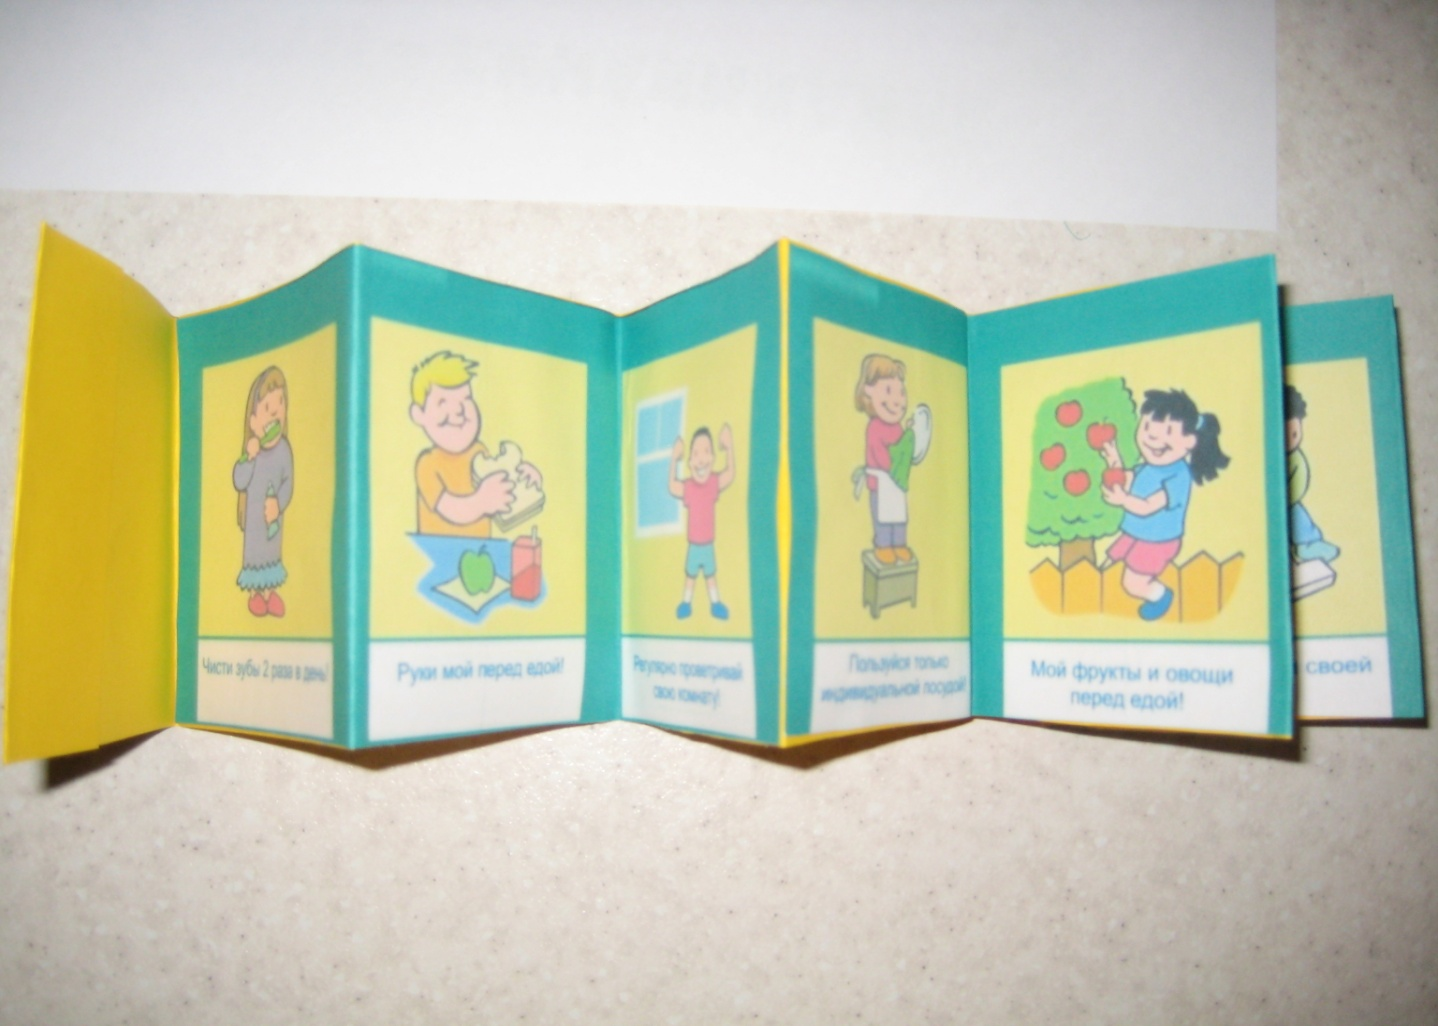 Чисти зубы 2 раза в день!
Руки мой перед едой!
Регулярно проветривай
свою комнату!
Пользуйся только
индивидуальной посудой!
Мой фрукты и овощи
перед едой!
своей